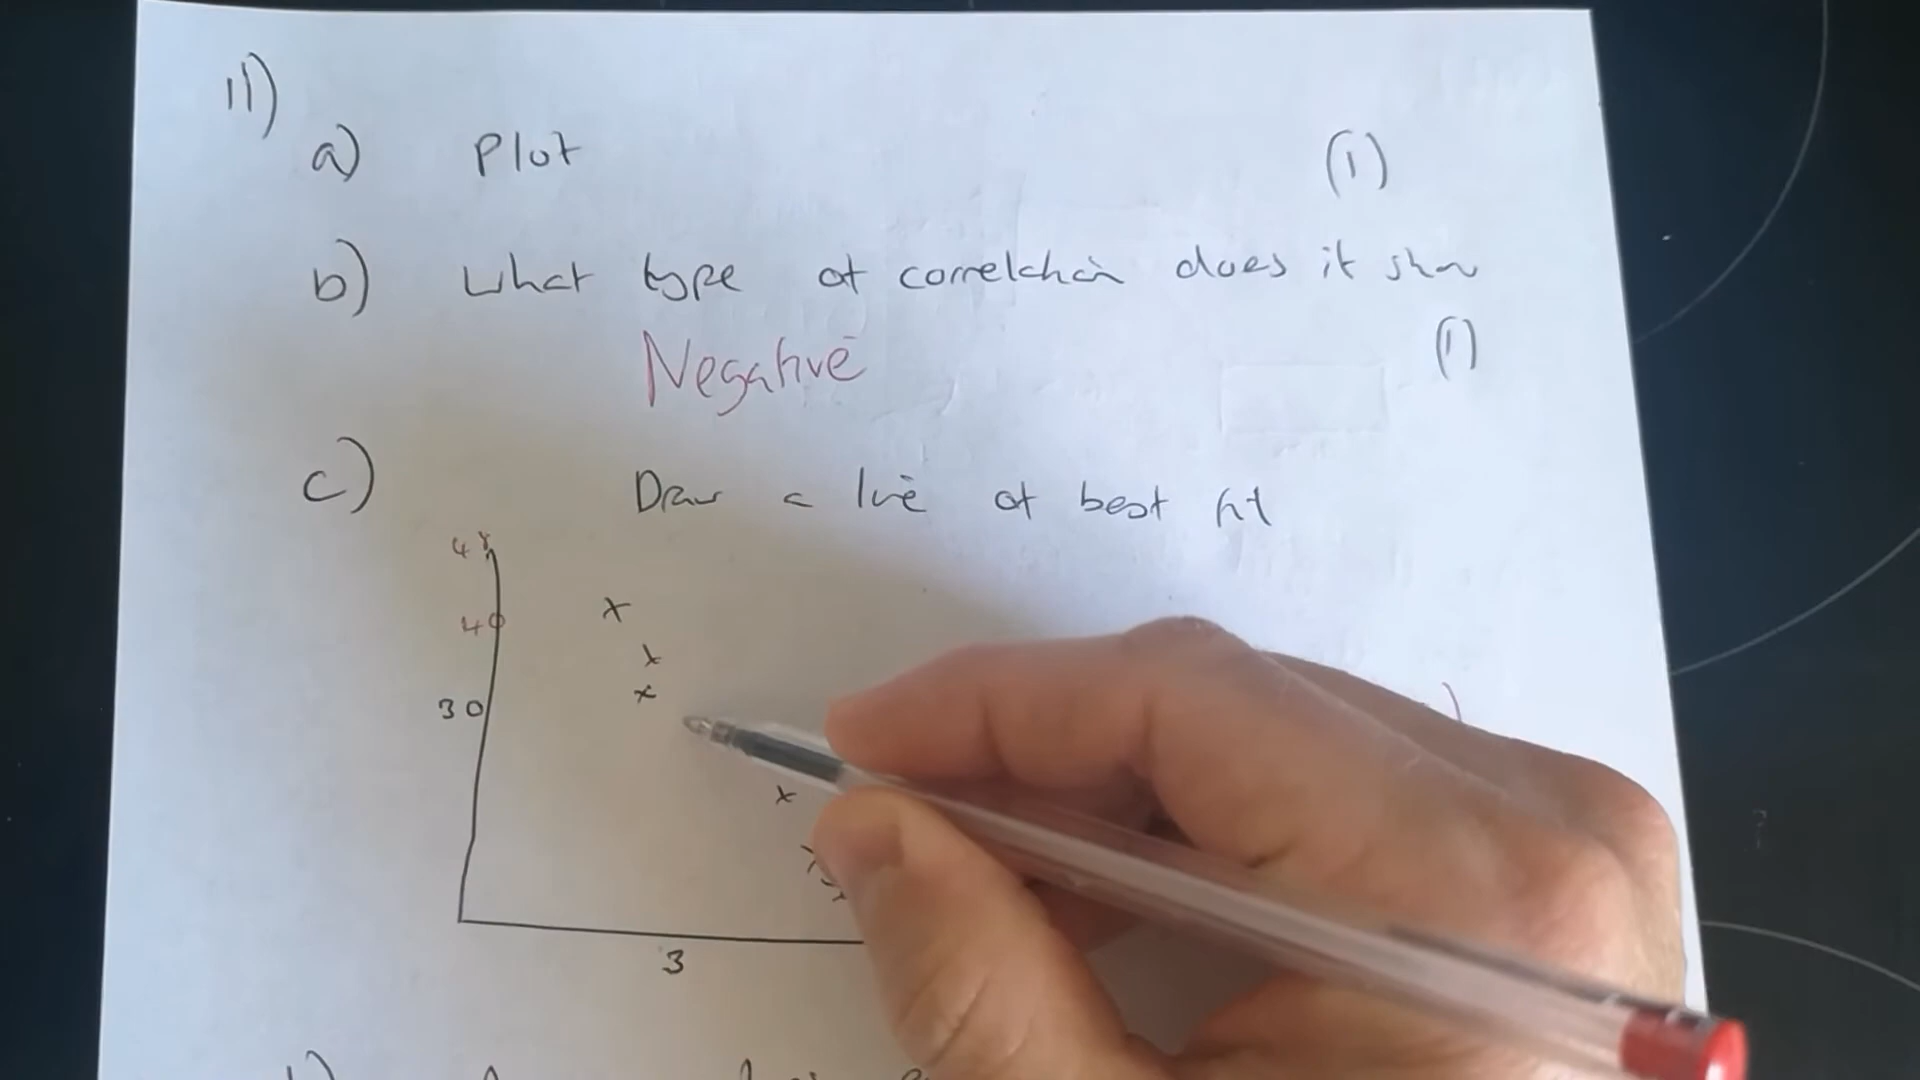 11)
a) Plot (1)
b) what type of correlation does it show
(1)
Negative
c) Draw a line of best fit
48
40
30
3